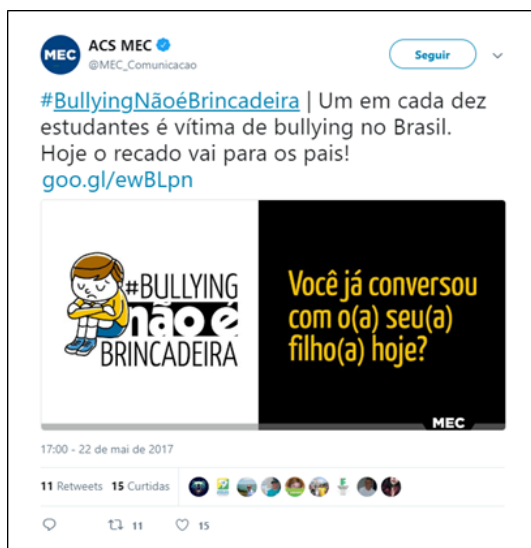 MEC
ACS MEC
@MEC_Comunicacao
Seguir
#BullyingNãoéBrincadeira | Um em cada dez
estudantes é vítima de bullying no Brasil.
Hoje o recado vai para os pais!
goo.gl/ewBLpn
#BULLYING
não é
BRINCADEIRA
Você já conversou
com o(a) seu(a)
filho(a) hoje?
MEC
17:00 - 22 de mai de 2017
11 Retweets 15 Curtidas
11 15